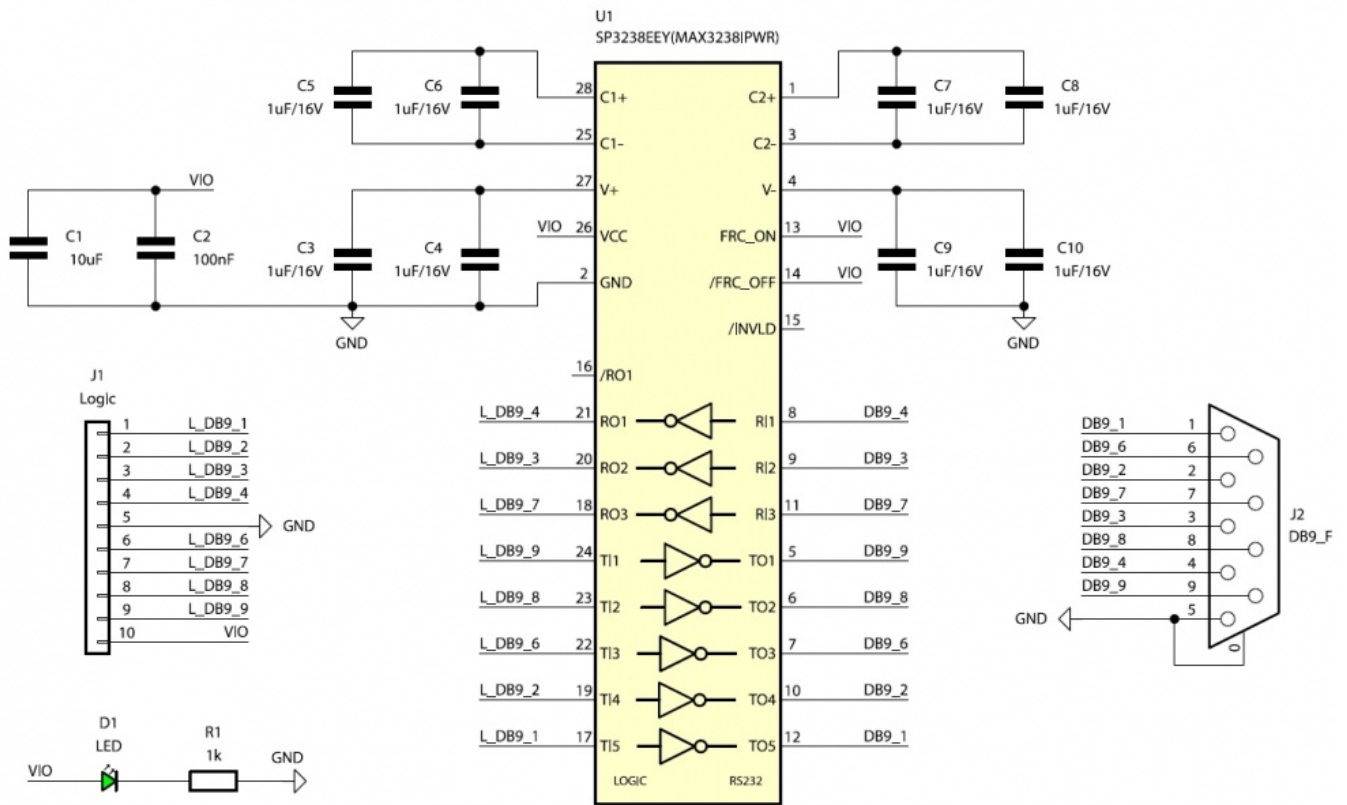 U1
SP3238EEY(MAX3238IPWR)
C5
1uF/16V
C6
1uF/16V
28
C1+
25
C1-
C2+
1
C2-
3
C7
1uF/16V
C8
1uF/16V
VIO
C1
10uF
C2
100nF
C3
1uF/16V
C4
1uF/16V
27
V+
VIO
26
VCC
2
GND
GND
V-
4
FRC_ON
13
VIO
/FRC_OFF
14
VIO
/INVLD
15
C9
1uF/16V
C10
1uF/16V
GND
16
/RO1
L_DB9_4 21 RO1 RI1 8 DB9_4
L_DB9_3 20 RO2 RI2 9 DB9_3
L_DB9_7 18 RO3 RI3 11 DB9_7
L_DB9_9 24 TI1 TO1 5 DB9_9
L_DB9_8 23 TI2 TO2 6 DB9_8
L_DB9_6 22 TI3 TO3 7 DB9_6
L_DB9_2 19 TI4 TO4 10 DB9_2
L_DB9_1 17 TI5 TO5 12 DB9_1
LOGIC RS232
J1
Logic
1 L_DB9_1
2 L_DB9_2
3 L_DB9_3
4 L_DB9_4
5 GND
6 L_DB9_6
7 L_DB9_7
8 L_DB9_8
9 L_DB9_9
10 VIO
DB9_1 1
DB9_6 6
DB9_2 2
DB9_7 7
DB9_3 3
DB9_8 8
DB9_4 4
DB9_9 9
GND 5
0
J2
DB9_F
D1
LED
R1
1k
VIO
GND